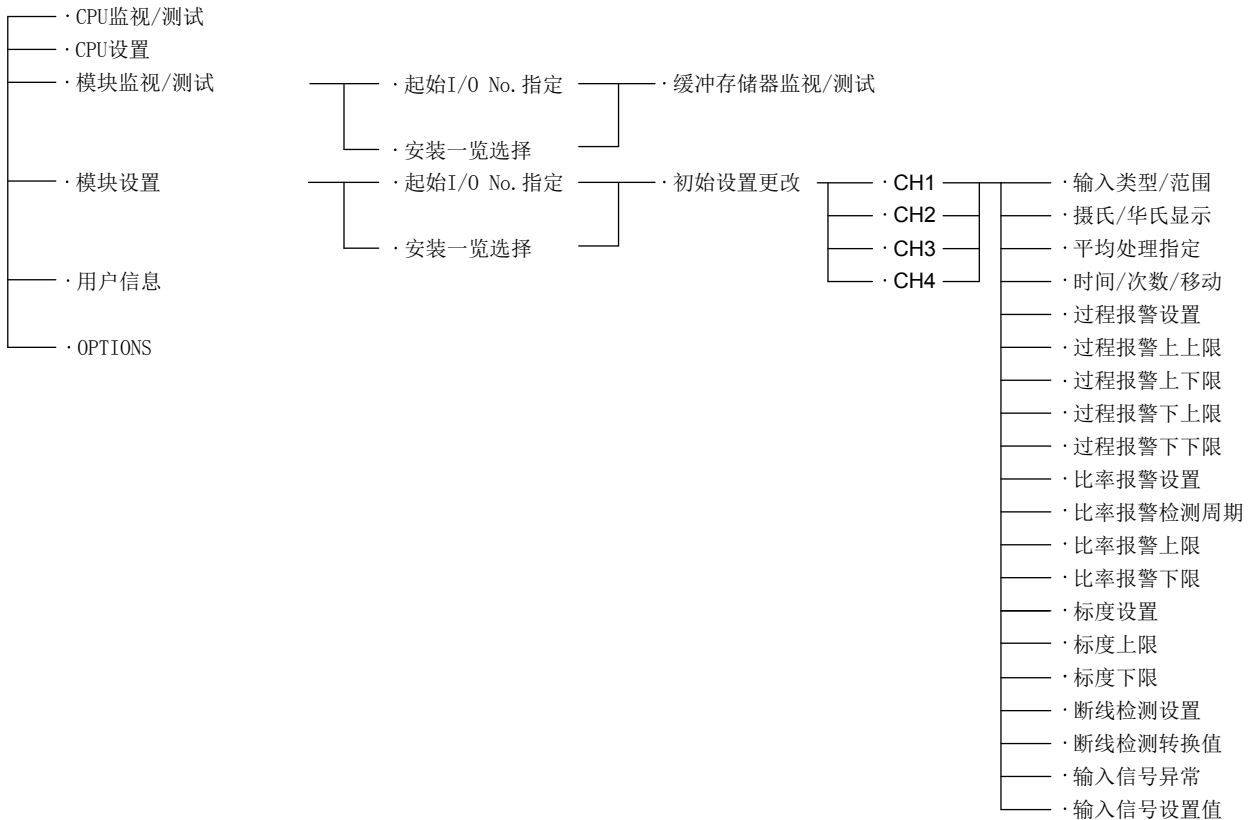 ·CPU监视/测试
·CPU设置
·模块监视/测试 ·起始I/O No.指定 ·缓冲存储器监视/测试
·安装一览选择
·模块设置 ·起始I/O No.指定 ·初始设置更改 ·CH1 ·输入类型/范围
·CH2 ·摄氏/华氏显示
·安装一览选择 ·CH3 ·平均处理指定
·用户信息 ·CH4 ·时间/次数/移动
·过程报警设置
·OPTIONS ·过程报警上上限
·过程报警上下限
·过程报警下上限
·过程报警下下限
·比率报警设置
·比率报警检测周期
·比率报警上限
·比率报警下限
·标度设置
·标度上限
·标度下限
·断线检测设置
·断线检测转换值
·输入信号异常
·输入信号设置值